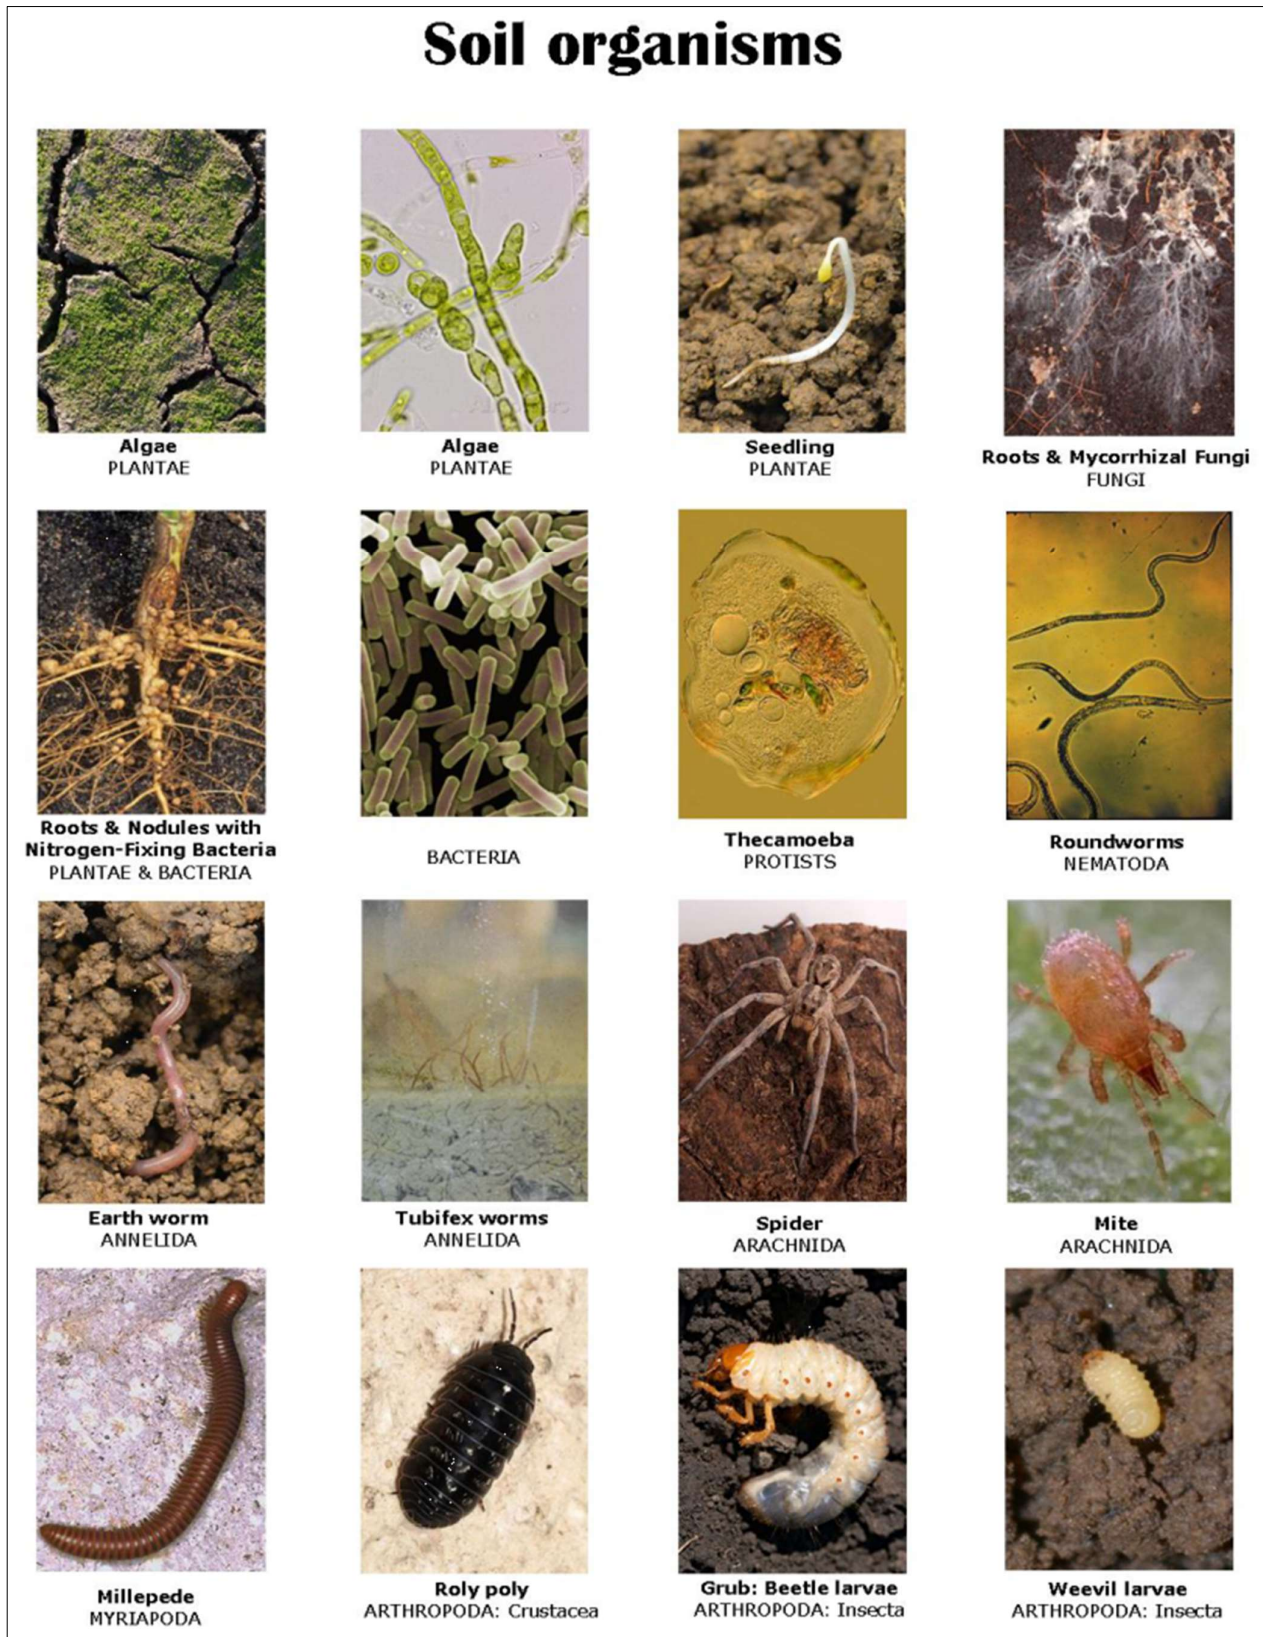 Soil organisms
Algae
PLANTAE
Algae
PLANTAE
Seedling
PLANTAE
Roots & Mycorrhizal Fungi
FUNGI
Roots & Nodules with
Nitrogen-Fixing Bacteria
PLANTAE & BACTERIA
BACTERIA
Thecamoeba
PROTISTS
Roundworms
NEMATODA
Earth worm
ANNELIDA
Tubifex worms
ANNELIDA
Spider
ARACHNIDA
Mite
ARACHNIDA
Millepede
MYRIAPODA
Roly poly
ARTHROPODA: Crustacea
Grub: Beetle larvae
ARTHROPODA: Insecta
Weevil larvae
ARTHROPODA: Insecta